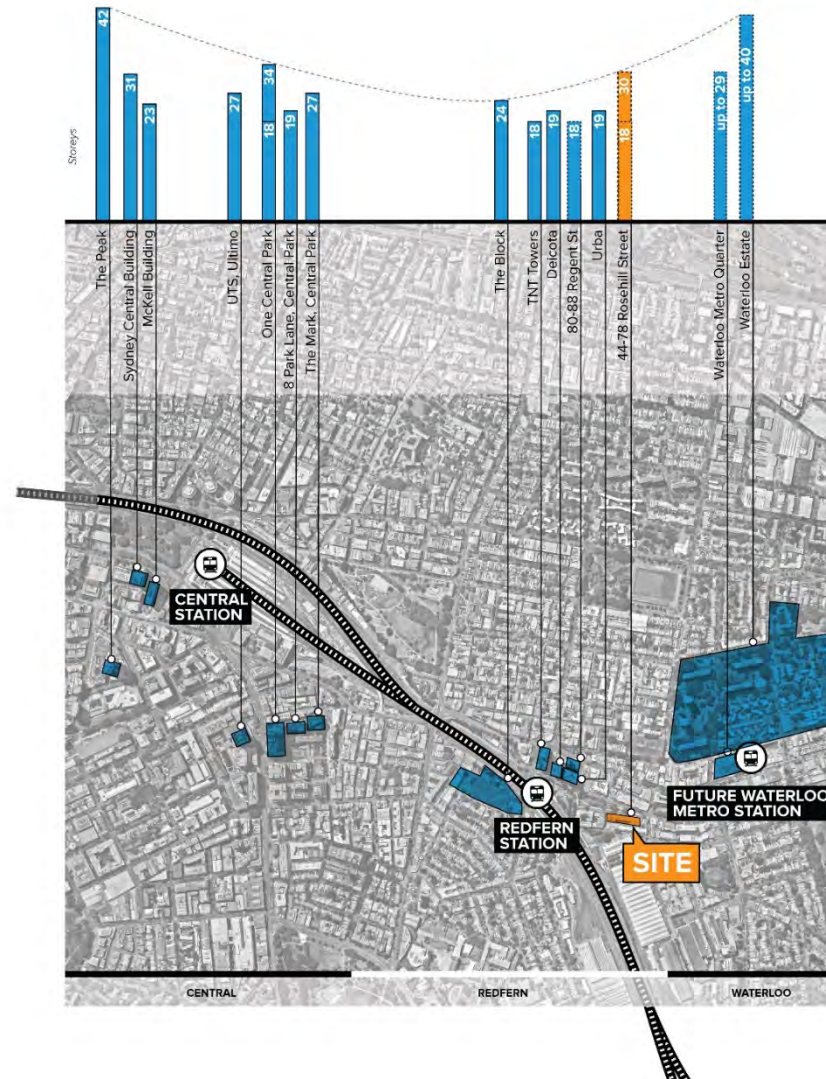 Storeys
42
31
23
27
34
18
19
27
24
18
19
18
19
30
18
up to 29
up to 40
The Peak
Sydney Central Building
McKell Building
UTS, Ultimo
One Central Park
8 Park Lane, Central Park
The Mark, Central Park
The Block
TNT Towers
Deicota
80-88 Regent St
Urba
44-78 Rosehill Street
Waterloo Metro Quarter
Waterloo Estate
CENTRAL
STATION
REDFERN
STATION
FUTURE WATERLOO
METRO STATION
SITE
CENTRAL
REDFERN
WATERLOO